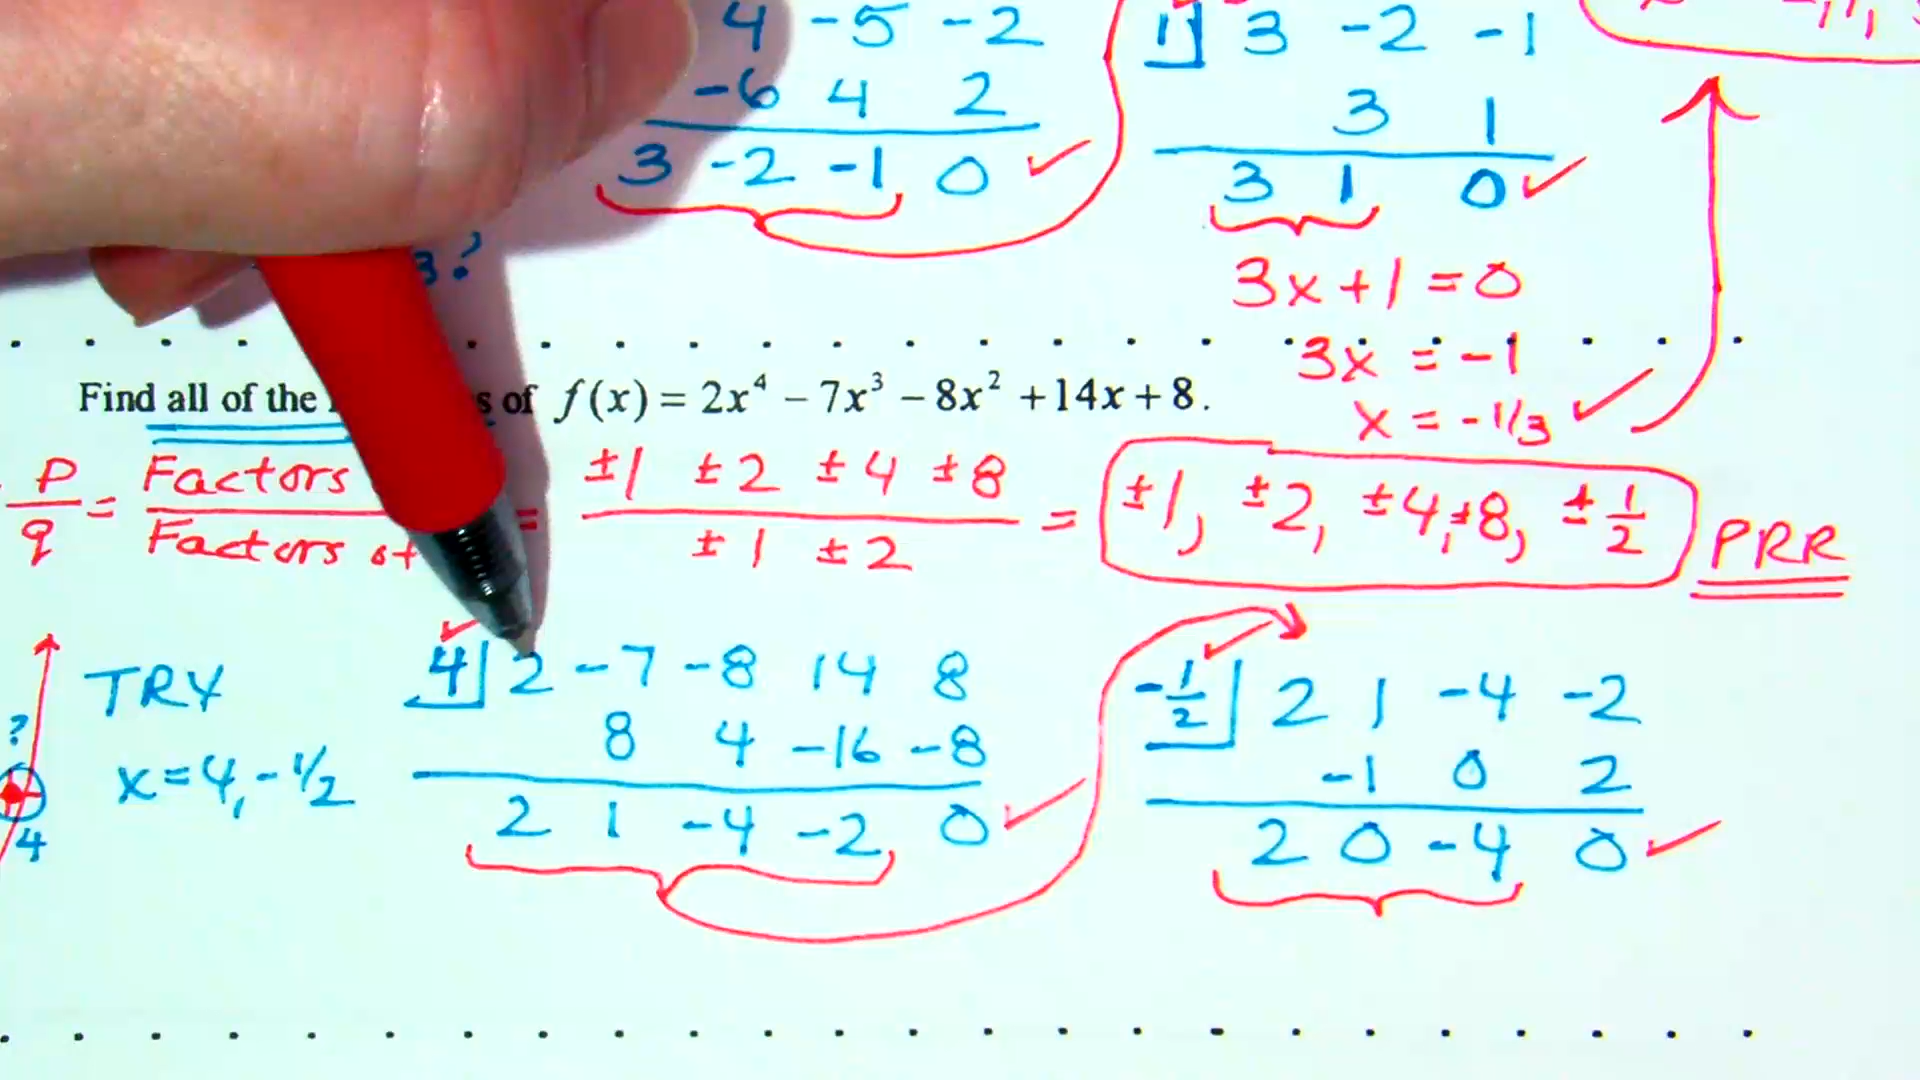 4 -5 -2
-6 4 2
3 -2 -1 0 ✓
1 3 -2 -1
3 1
3 1 0 ✓
3x+1=0
3x = -1
x = -1/3 ✓
3?
Find all of the of f(x) = 2x⁴ − 7x³ − 8x² + 14x + 8.
p/q = Factors / Factors of = ±1 ±2 ±4 ±8 / ±1 ±2 = ±1, ±2, ±4, ±8, ± 1/2 PRR
TRY
x=4, -1/2
?
4
✓
4 2 -7 -8 14 8
8 4 -16 -8
2 1 -4 -2 0 ✓
✓
-1/2 2 1 -4 -2
-1 0 2
2 0 -4 0 ✓